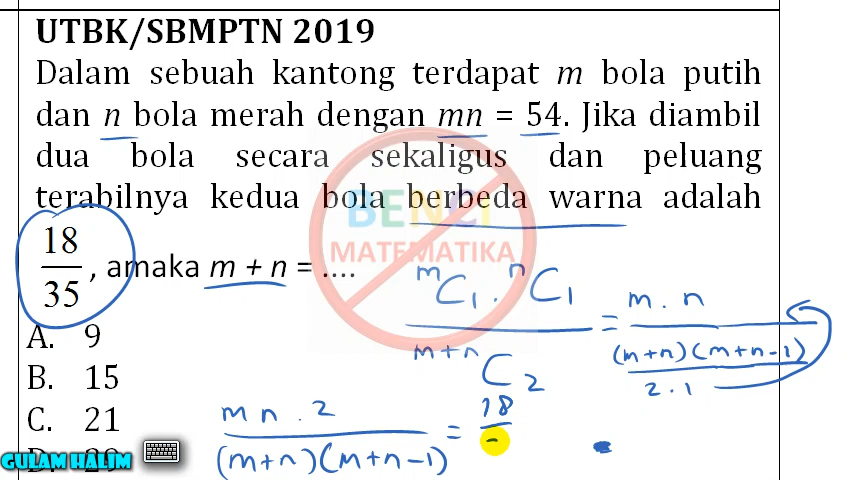 UTBK/SBMPTN 2019
Dalam sebuah kantong terdapat m bola putih
dan n bola merah dengan mn = 54. Jika diambil
dua bola secara sekaligus dan peluang
terabilnya kedua bola berbeda warna adalah
18/35, amaka m + n = ....
BENCI
MATEMATIKA
A. 9
B. 15
C. 21
D. 29
mC1 . nC1 / m+nC2 = m . n / (m+n)(m+n-1) / 2 . 1
mn . 2 / (m+n)(m+n-1) = 18 /
GULAM HALIM